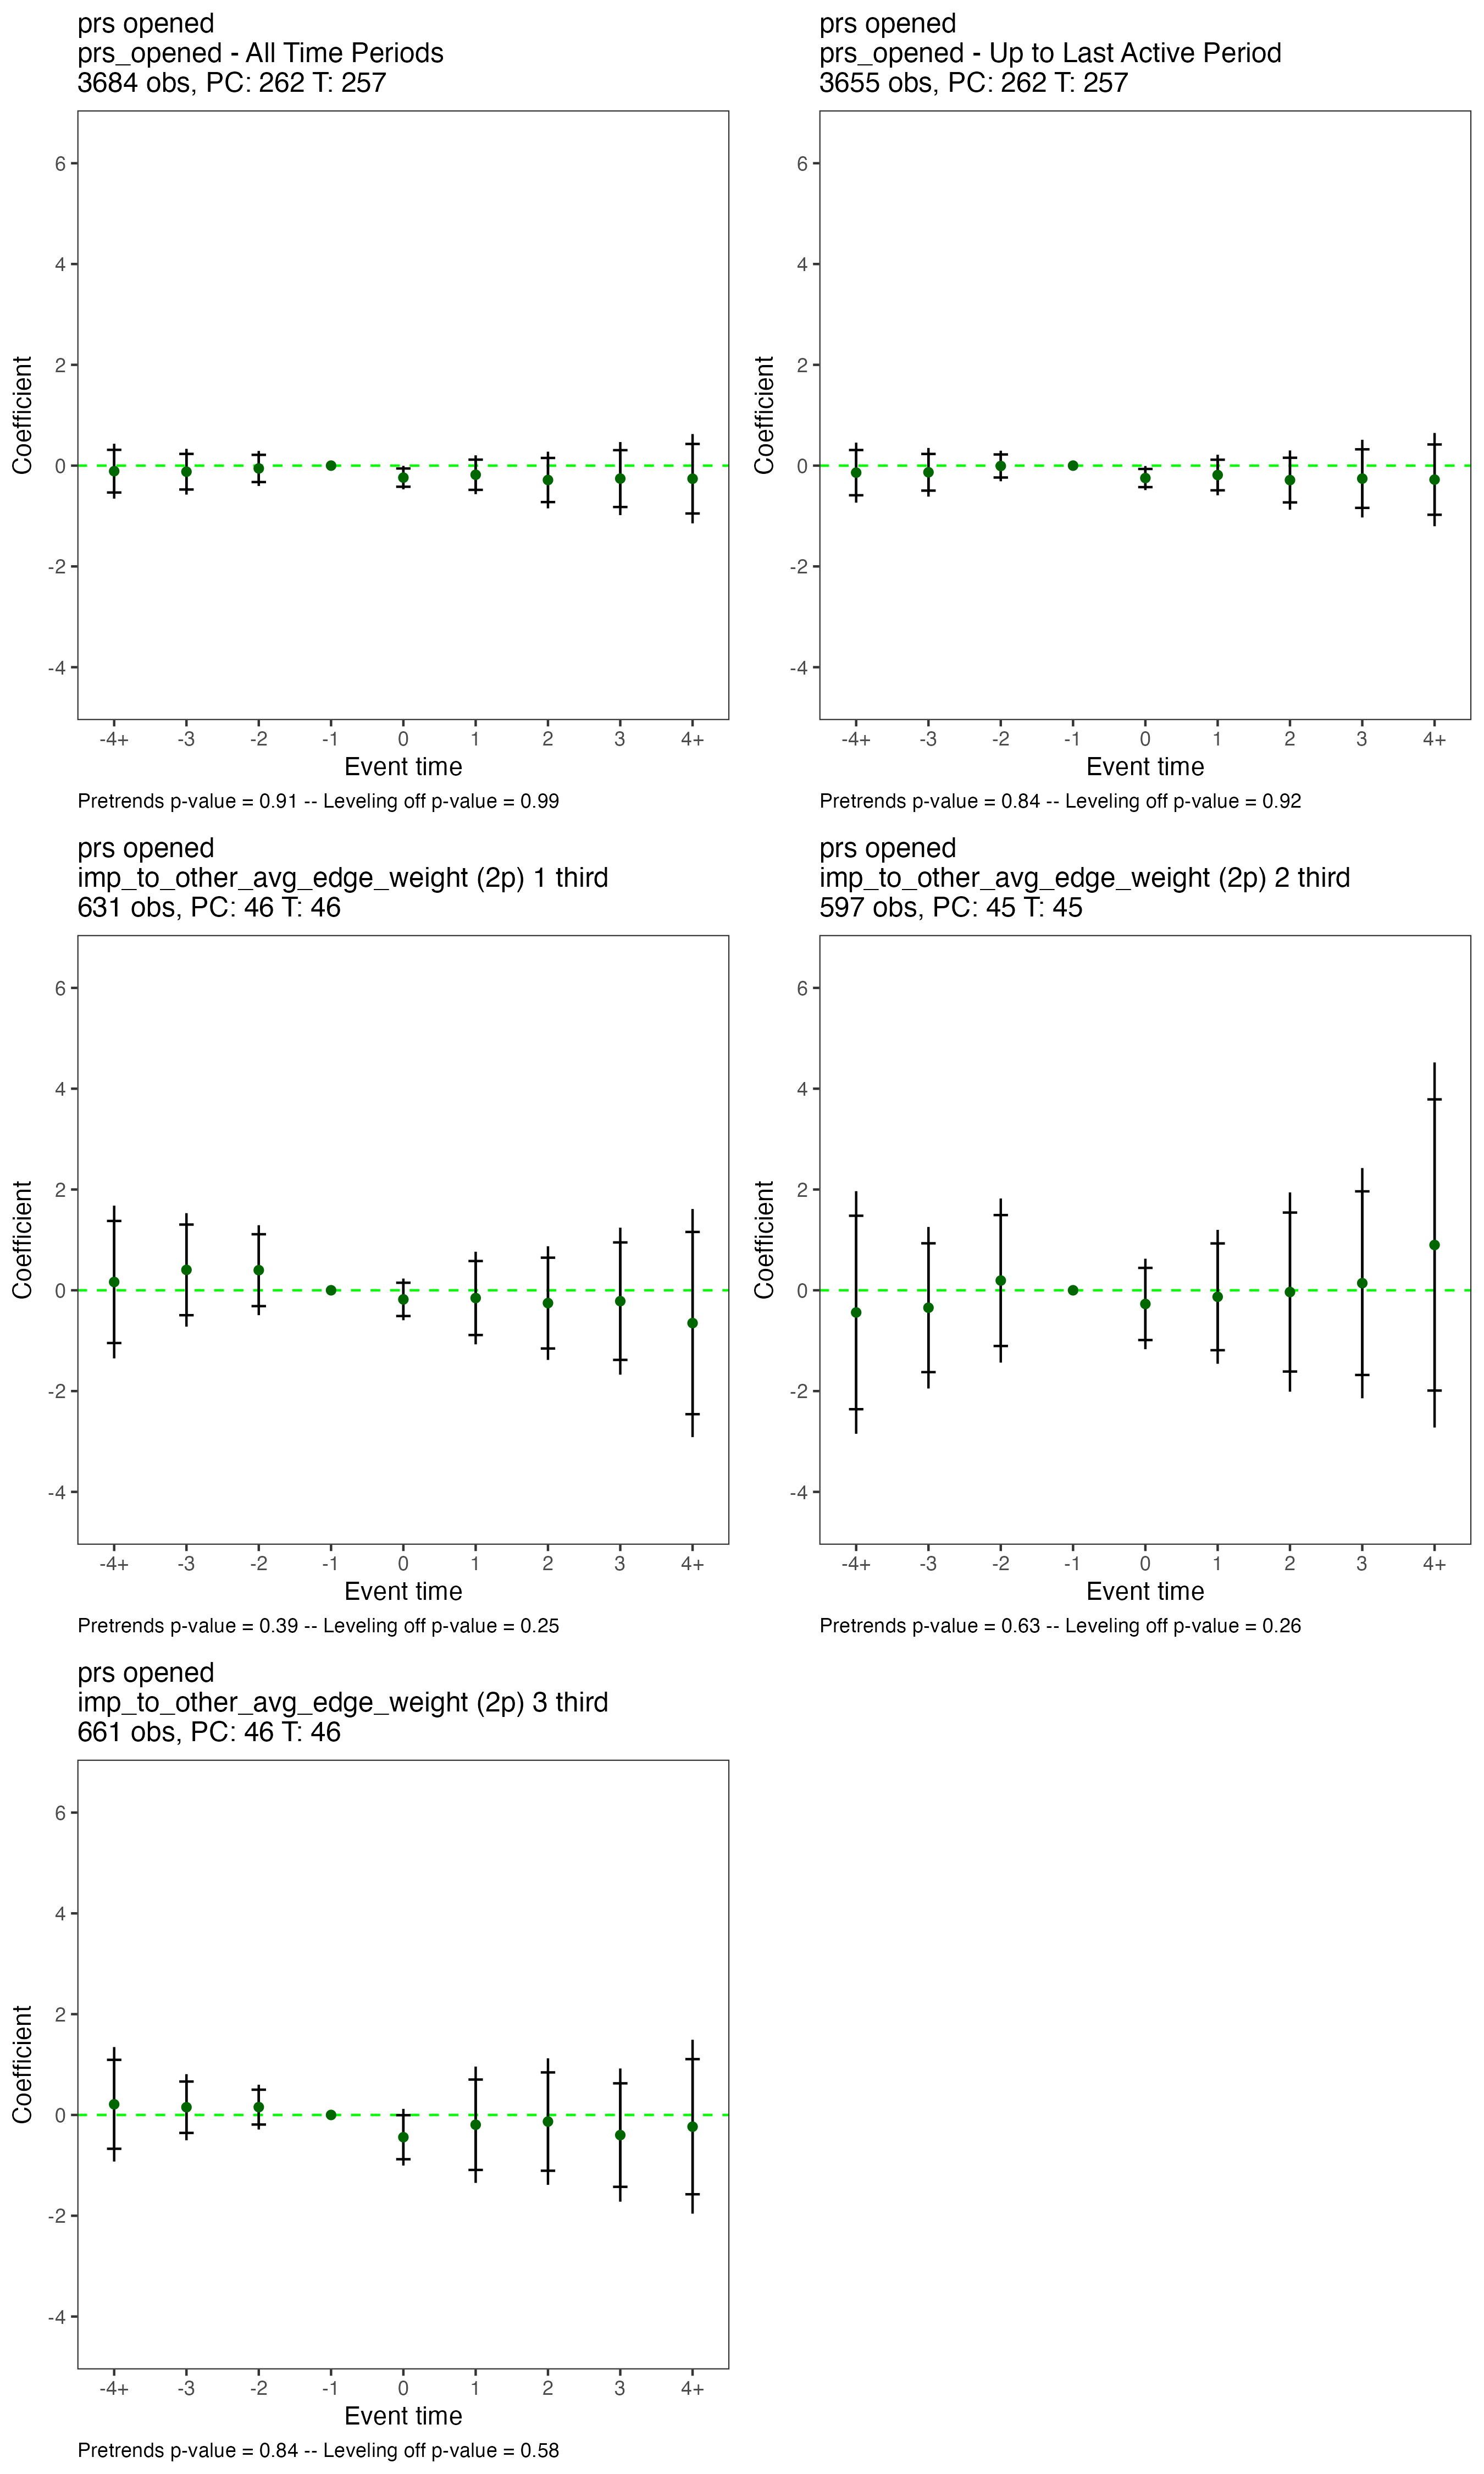 prs opened
prs_opened - All Time Periods
3684 obs, PC: 262 T: 257
6
4
2
0
-2
-4
Coefficient
-4+ -3 -2 -1 0 1 2 3 4+
Event time
Pretrends p-value = 0.91 -- Leveling off p-value = 0.99
prs opened
prs_opened - Up to Last Active Period
3655 obs, PC: 262 T: 257
6
4
2
0
-2
-4
Coefficient
-4+ -3 -2 -1 0 1 2 3 4+
Event time
Pretrends p-value = 0.84 -- Leveling off p-value = 0.92
prs opened
imp_to_other_avg_edge_weight (2p) 1 third
631 obs, PC: 46 T: 46
6
4
2
0
-2
-4
Coefficient
-4+ -3 -2 -1 0 1 2 3 4+
Event time
Pretrends p-value = 0.39 -- Leveling off p-value = 0.25
prs opened
imp_to_other_avg_edge_weight (2p) 2 third
597 obs, PC: 45 T: 45
6
4
2
0
-2
-4
Coefficient
-4+ -3 -2 -1 0 1 2 3 4+
Event time
Pretrends p-value = 0.63 -- Leveling off p-value = 0.26
prs opened
imp_to_other_avg_edge_weight (2p) 3 third
661 obs, PC: 46 T: 46
6
4
2
0
-2
-4
Coefficient
-4+ -3 -2 -1 0 1 2 3 4+
Event time
Pretrends p-value = 0.84 -- Leveling off p-value = 0.58